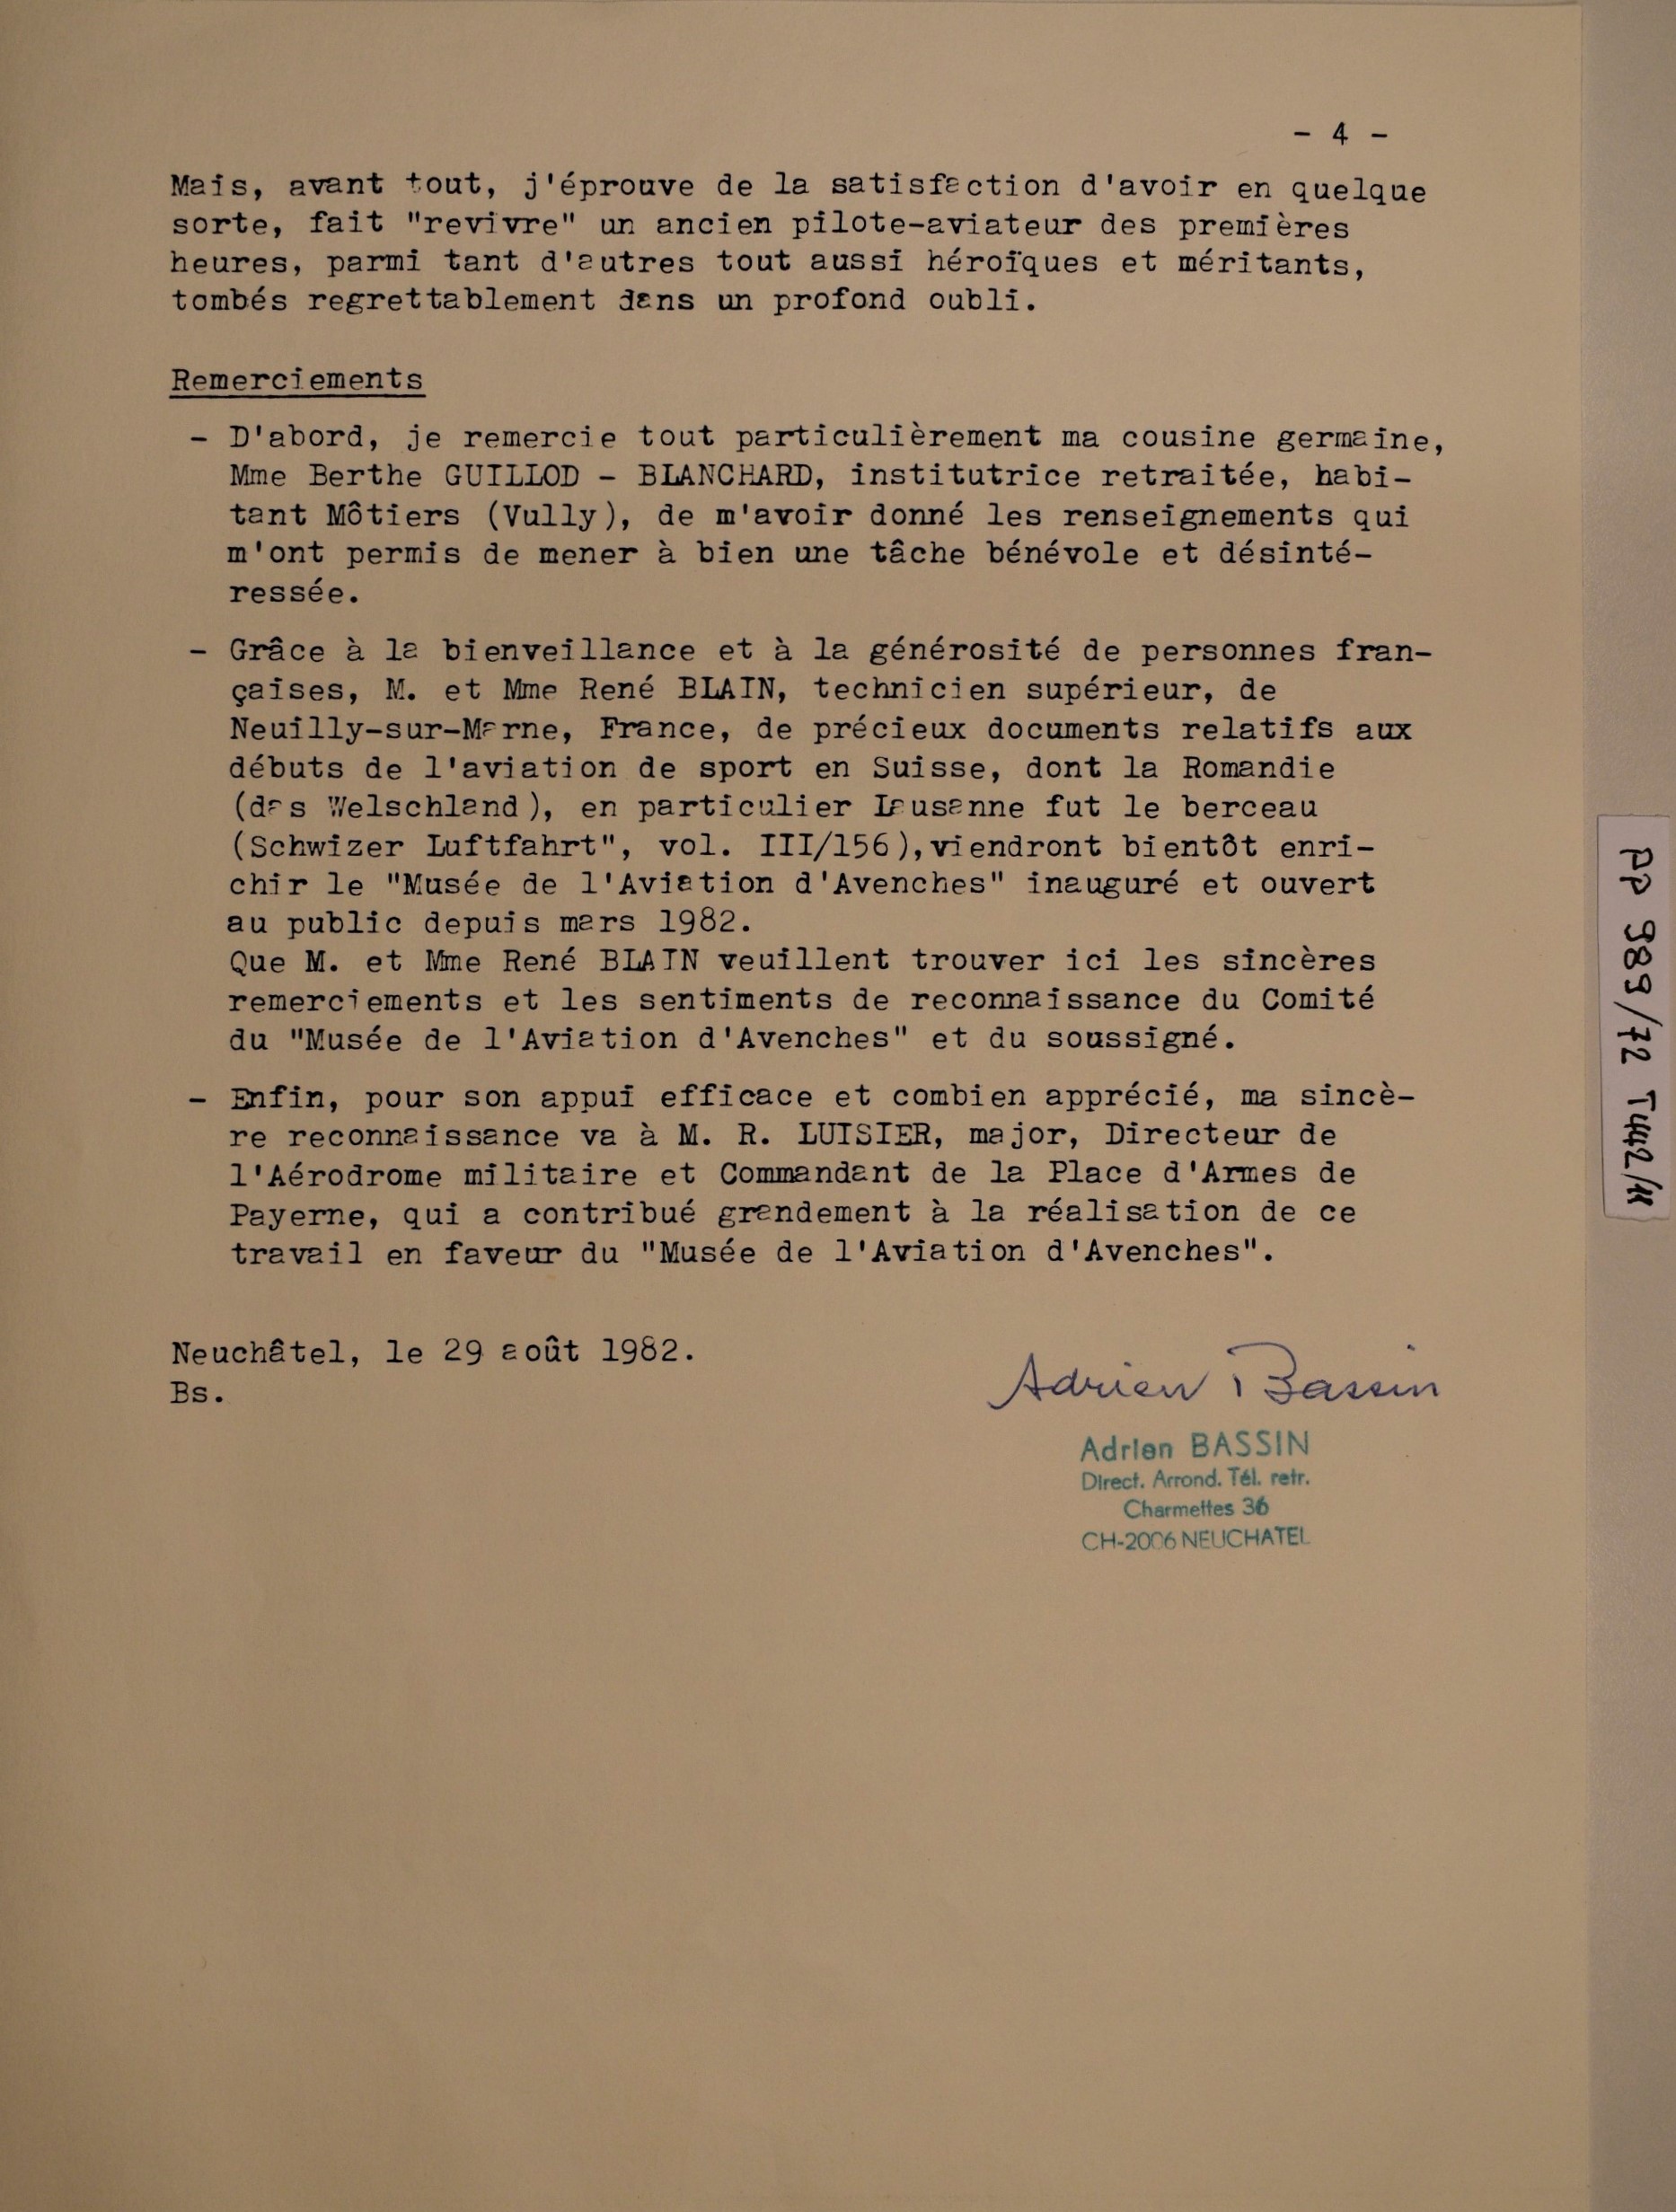 - 4 -
Mais, avant tout, j'éprouve de la satisfaction d'avoir en quelque
sorte, fait "revivre" un ancien pilote-aviateur des premières
heures, parmi tant d'autres tout aussi héroïques et méritants,
tombés regrettablement dans un profond oubli.
Remerciements
- D'abord, je remercie tout particulièrement ma cousine germaine,
Mme Berthe GUILLOD - BLANCHARD, institutrice retraitée, habi-
tant Môtiers (Vully), de m'avoir donné les renseignements qui
m'ont permis de mener à bien une tâche bénévole et désinté-
ressée.
- Grâce à la bienveillance et à la générosité de personnes fran-
çaises, M. et Mme René BLAIN, technicien supérieur, de
Neuilly-sur-Marne, France, de précieux documents relatifs aux
débuts de l'aviation de sport en Suisse, dont la Romandie
(das Welschland), en particulier Lausanne fut le berceau
(Schwizer Luftfahrt", vol. III/156),viendront bientôt enri-
chir le "Musée de l'Aviation d'Avenches" inauguré et ouvert
au public depuis mars 1982.
Que M. et Mme René BLAIN veuillent trouver ici les sincères
remerciements et les sentiments de reconnaissance du Comité
du "Musée de l'Aviation d'Avenches" et du soussigné.
- Enfin, pour son appui efficace et combien apprécié, ma sincè-
re reconnaissance va à M. R. LUISIER, major, Directeur de
l'Aérodrome militaire et Commandant de la Place d'Armes de
Payerne, qui a contribué grandement à la réalisation de ce
travail en faveur du "Musée de l'Aviation d'Avenches".
Neuchâtel, le 29 août 1982.
Bs.
Adrien Bassin
Adrien BASSIN
Direct. Arrond. Tél. retr.
Charmettes 36
CH-2006 NEUCHATEL
PP 989/72